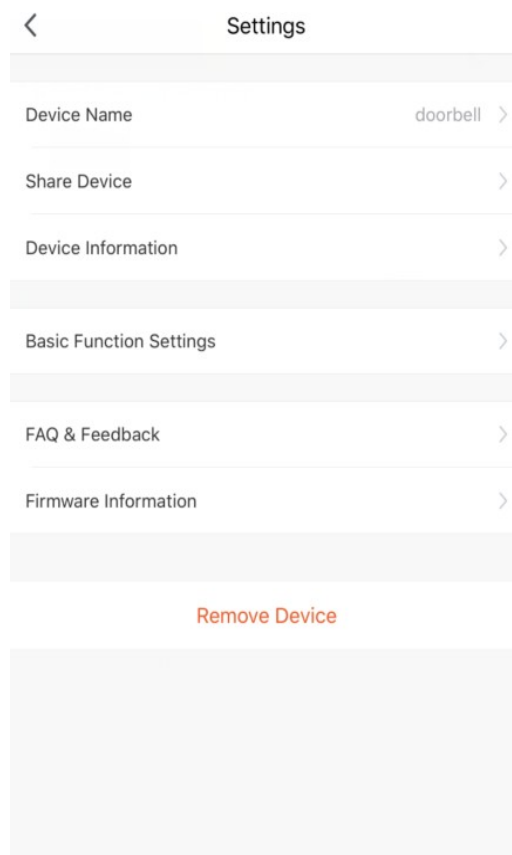 Settings
Device Name doorbell
Share Device
Device Information
Basic Function Settings
FAQ & Feedback
Firmware Information
Remove Device